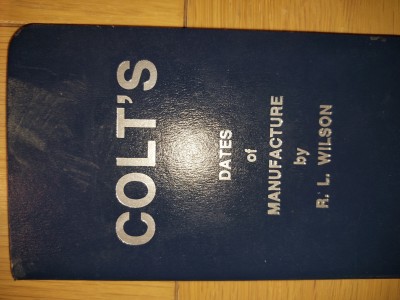 COLT'S
DATES
of
MANUFACTURE
by
R. L. WILSON